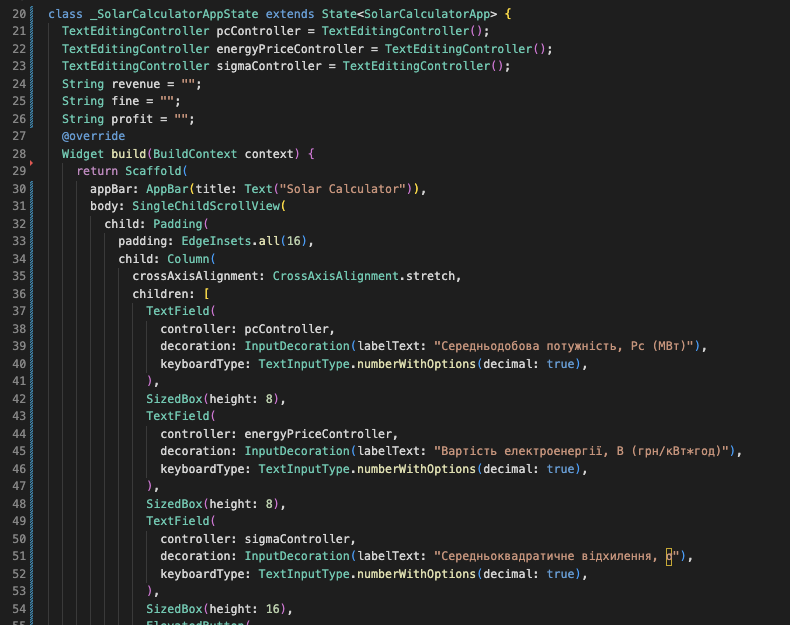 20 class _SolarCalculatorAppState extends State<SolarCalculatorApp> {
21 TextEditingController pcController = TextEditingController();
22 TextEditingController energyPriceController = TextEditingController();
23 TextEditingController sigmaController = TextEditingController();
24 String revenue = "";
25 String fine = "";
26 String profit = "";
27 @override
28 Widget build(BuildContext context) {
29 return Scaffold(
30 appBar: AppBar(title: Text("Solar Calculator")),
31 body: SingleChildScrollView(
32 child: Padding(
33 padding: EdgeInsets.all(16),
34 child: Column(
35 crossAxisAlignment: CrossAxisAlignment.stretch,
36 children: [
37 TextField(
38 controller: pcController,
39 decoration: InputDecoration(labelText: "Середньодобова потужність, Pc (МВт)"),
40 keyboardType: TextInputType.numberWithOptions(decimal: true),
41 ),
42 SizedBox(height: 8),
43 TextField(
44 controller: energyPriceController,
45 decoration: InputDecoration(labelText: "Вартість електроенергії, В (грн/кВт*год)"),
46 keyboardType: TextInputType.numberWithOptions(decimal: true),
47 ),
48 SizedBox(height: 8),
49 TextField(
50 controller: sigmaController,
51 decoration: InputDecoration(labelText: "Середньоквадратичне відхилення, σ"),
52 keyboardType: TextInputType.numberWithOptions(decimal: true),
53 ),
54 SizedBox(height: 16),
55 ElevatedButton(